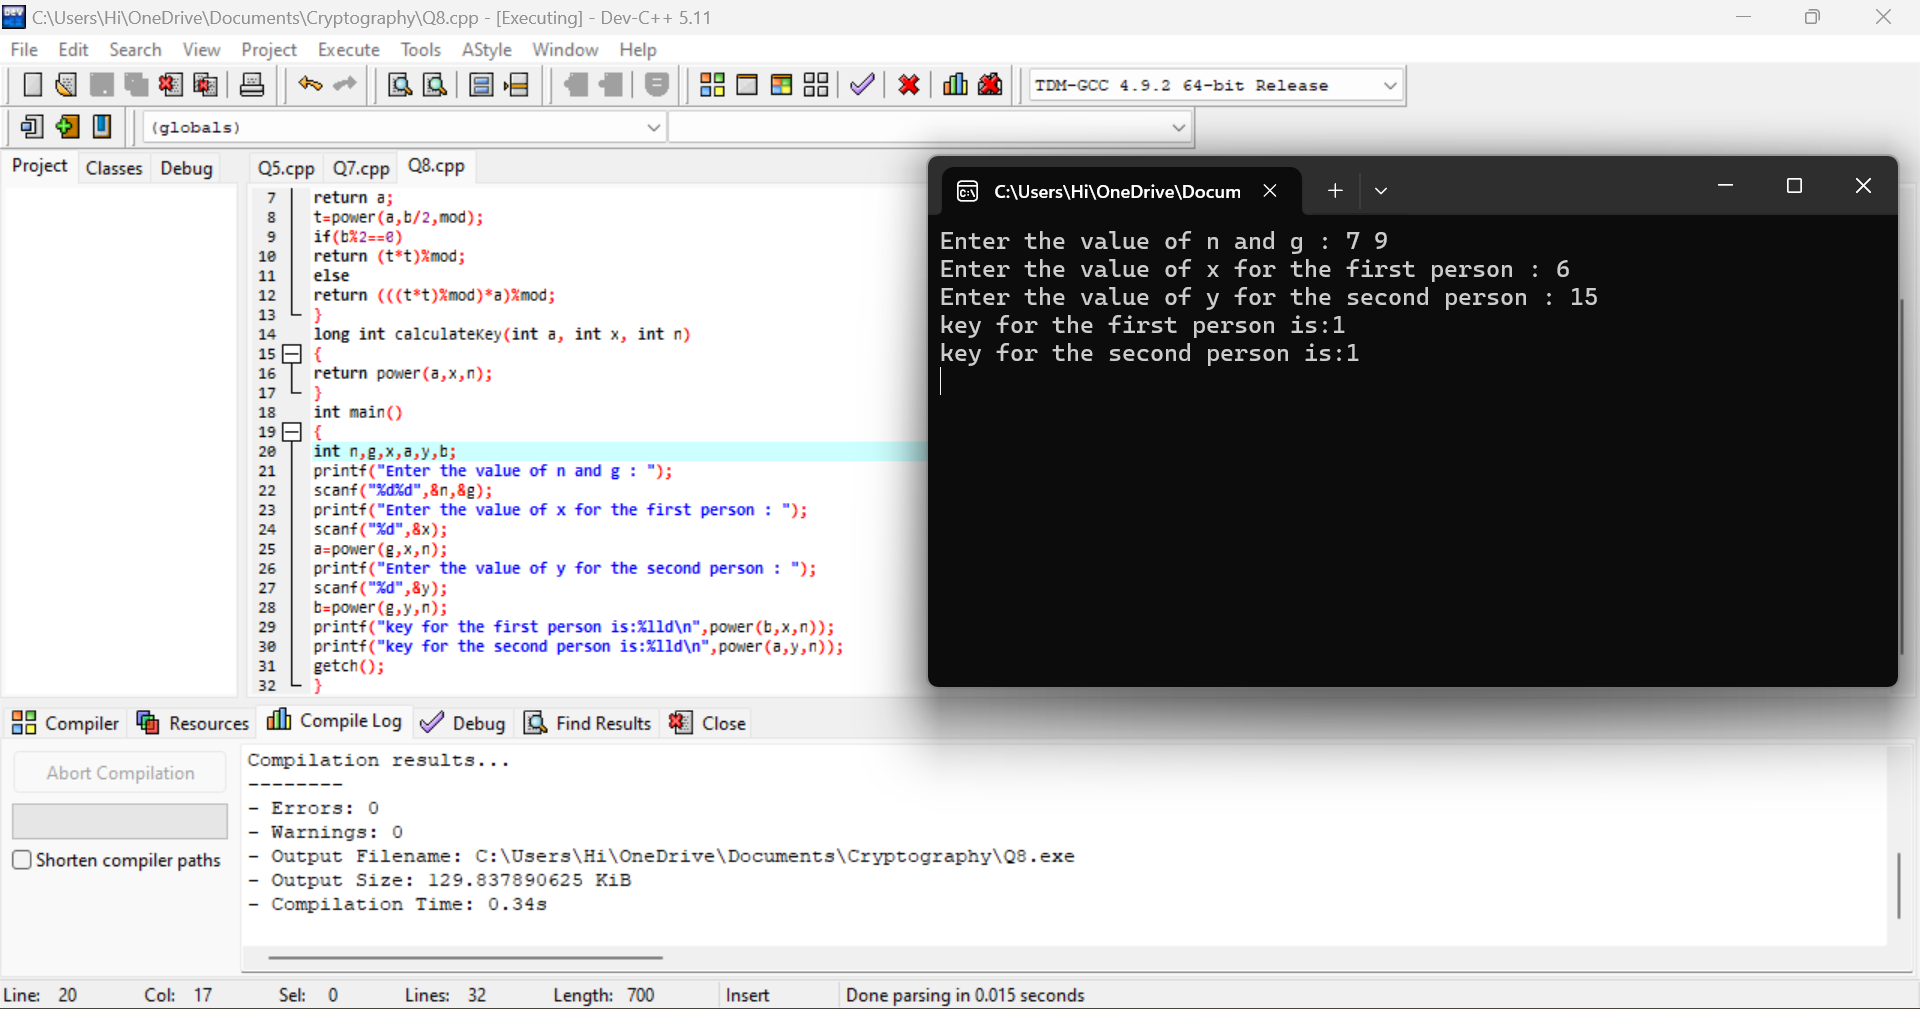 C:\Users\Hi\OneDrive\Documents\Cryptography\Q8.cpp - [Executing] - Dev-C++ 5.11
File Edit Search View Project Execute Tools AStyle Window Help
TDM-GCC 4.9.2 64-bit Release
(globals)
Project Classes Debug Q5.cpp Q7.cpp Q8.cpp
7 return a;
8 t=power(a,b/2,mod);
9 if(b%2==0)
10 return (t*t)%mod;
11 else
12 return (((t*t)%mod)*a)%mod;
13 }
14 long int calculateKey(int a, int x, int n)
15 {
16 return power(a,x,n);
17 }
18 int main()
19 {
20 int n,g,x,a,y,b;
21 printf("Enter the value of n and g : ");
22 scanf("%d%d",&n,&g);
23 printf("Enter the value of x for the first person : ");
24 scanf("%d",&x);
25 a=power(g,x,n);
26 printf("Enter the value of y for the second person : ");
27 scanf("%d",&y);
28 b=power(g,y,n);
29 printf("key for the first person is:%lld\n",power(b,x,n));
30 printf("key for the second person is:%lld\n",power(a,y,n));
31 getch();
32 }
C:\Users\Hi\OneDrive\Docum
Enter the value of n and g : 7 9
Enter the value of x for the first person : 6
Enter the value of y for the second person : 15
key for the first person is:1
key for the second person is:1
Compiler Resources Compile Log Debug Find Results Close
Abort Compilation
Shorten compiler paths
Compilation results...
--------
- Errors: 0
- Warnings: 0
- Output Filename: C:\Users\Hi\OneDrive\Documents\Cryptography\Q8.exe
- Output Size: 129.837890625 KiB
- Compilation Time: 0.34s
Line: 20 Col: 17 Sel: 0 Lines: 32 Length: 700 Insert Done parsing in 0.015 seconds